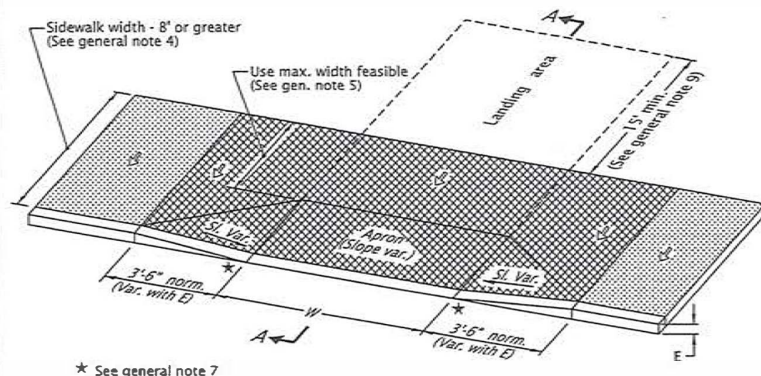 Sidewalk width - 8' or greater
(See general note 4)
Use max. width feasible
(See gen. note 5)
A
Landing area
15' min.
(See general note 9)
Sl. Var.
Apron
(Slope var.)
Sl. Var.
3'-6" norm.
(Var. with E)
W
3'-6" norm.
(Var. with E)
A
E
★ See general note 7